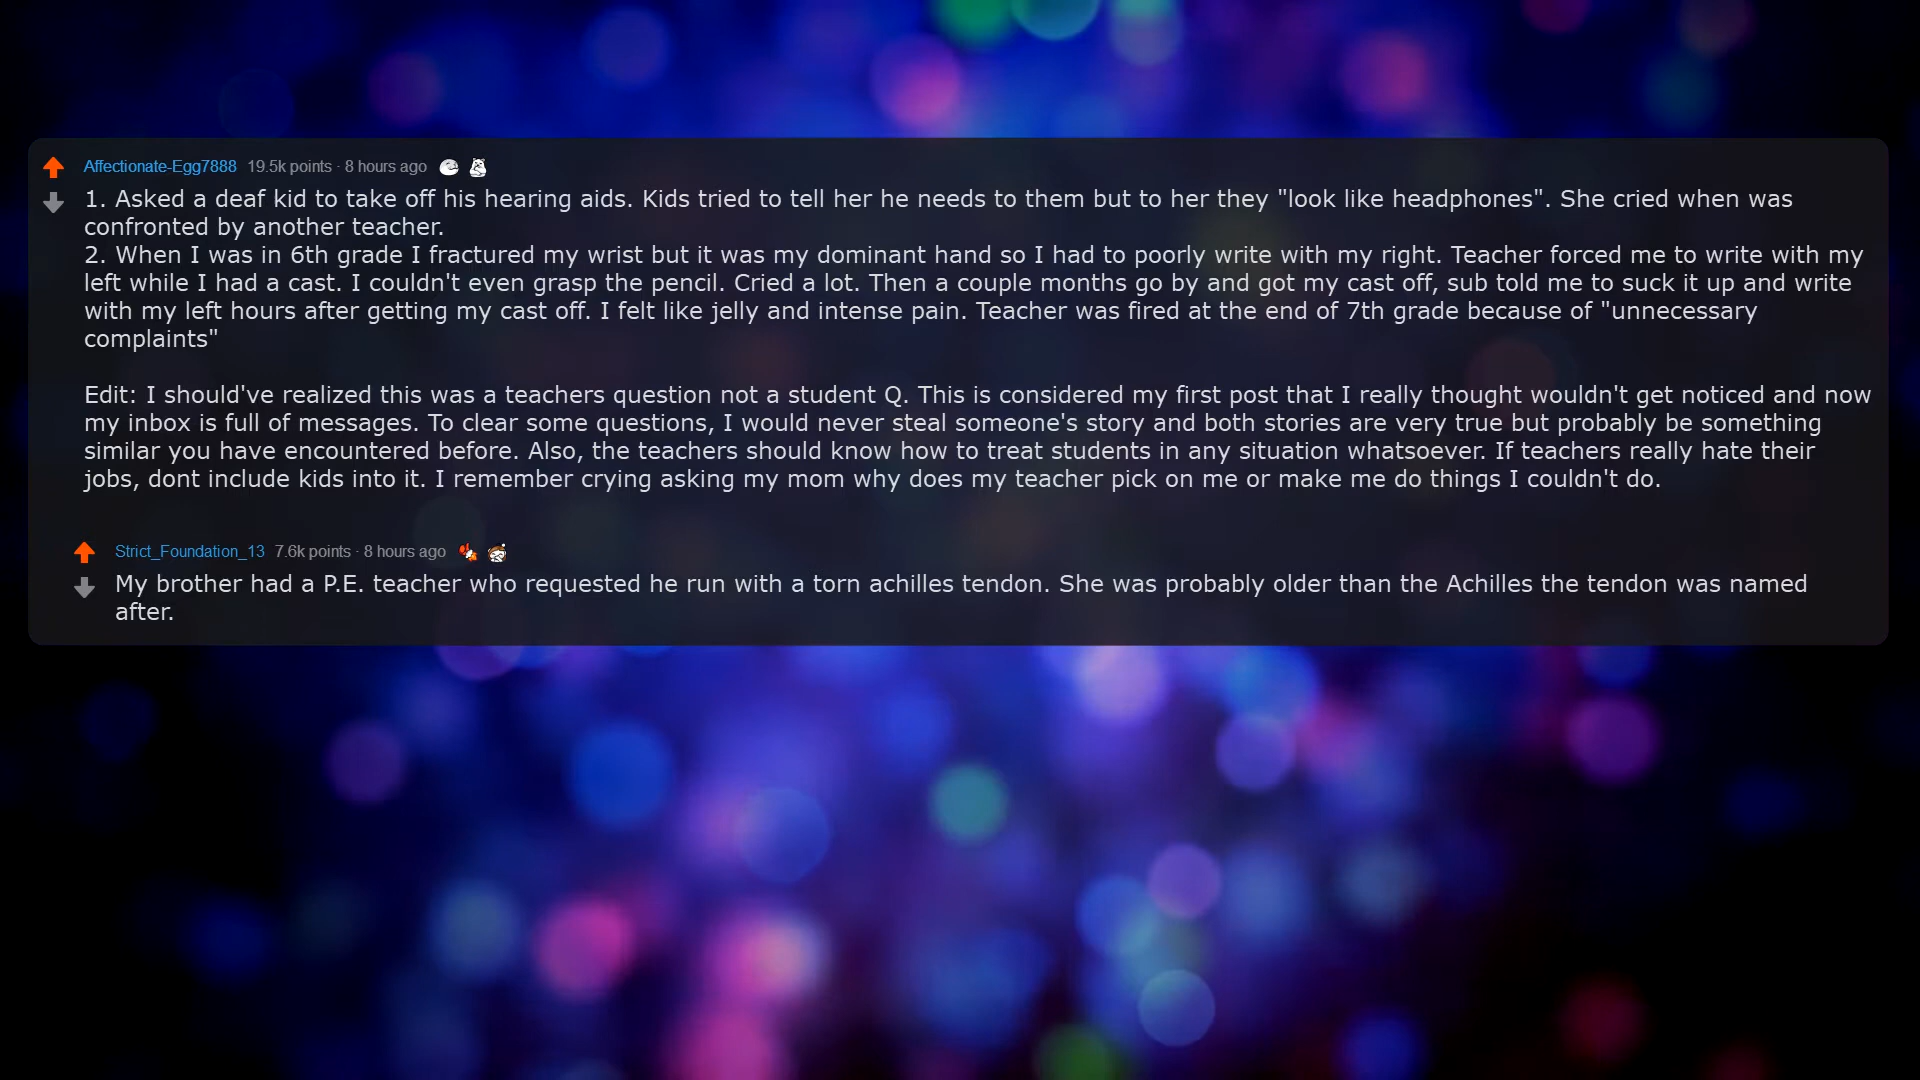 Affectionate-Egg7888 19.5k points · 8 hours ago
1. Asked a deaf kid to take off his hearing aids. Kids tried to tell her he needs to them but to her they "look like headphones". She cried when was
confronted by another teacher.
2. When I was in 6th grade I fractured my wrist but it was my dominant hand so I had to poorly write with my right. Teacher forced me to write with my
left while I had a cast. I couldn't even grasp the pencil. Cried a lot. Then a couple months go by and got my cast off, sub told me to suck it up and write
with my left hours after getting my cast off. I felt like jelly and intense pain. Teacher was fired at the end of 7th grade because of "unnecessary
complaints"
Edit: I should've realized this was a teachers question not a student Q. This is considered my first post that I really thought wouldn't get noticed and now
my inbox is full of messages. To clear some questions, I would never steal someone's story and both stories are very true but probably be something
similar you have encountered before. Also, the teachers should know how to treat students in any situation whatsoever. If teachers really hate their
jobs, dont include kids into it. I remember crying asking my mom why does my teacher pick on me or make me do things I couldn't do.
Strict_Foundation_13 7.6k points · 8 hours ago
My brother had a P.E. teacher who requested he run with a torn achilles tendon. She was probably older than the Achilles the tendon was named
after.